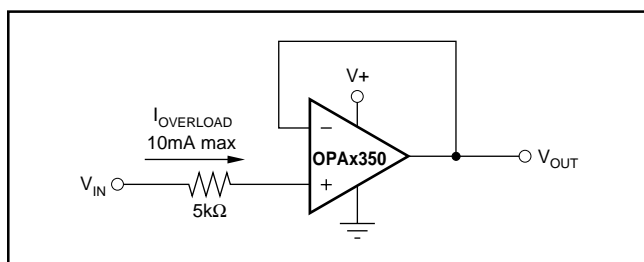 V+
I_OVERLOAD
10mA max
−
OPAx350
V_OUT
V_IN
+
5kΩ